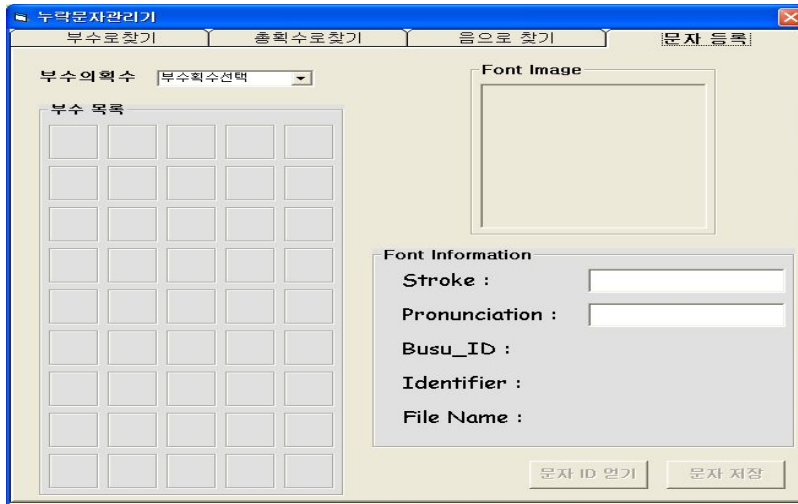 누락문자관리기
부수로찾기 총획수로찾기 음으로 찾기 문자 등록
부수의획수 부수획수선택
Font Image
부수 목록
Font Information
Stroke :
Pronunciation :
Busu_ID :
Identifier :
File Name :
문자 ID 얻기 문자 저장